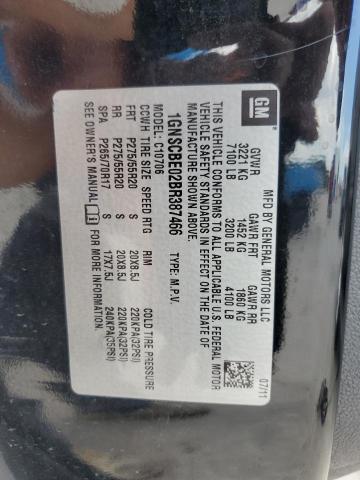 GM
MFD BY GENERAL MOTORS LLC
07/11
GVWR GAWR FRT GAWR RR
3221 KG 1452 KG 1860 KG
7100 LB 3200 LB 4100 LB
THIS VEHICLE CONFORMS TO ALL APPLICABLE U.S. FEDERAL MOTOR
VEHICLE SAFETY STANDARDS IN EFFECT ON THE DATE OF
MANUFACTURE SHOWN ABOVE.
1GNSCBE02BR387466 TYPE: M.P.V.
MODEL: C10706
CCWH TIRE SIZE SPEED RTG RIM COLD TIRE PRESSURE
FRT P275/55R20 S 20X8.5J 220KPA(32PSI)
RR P275/55R20 S 20X8.5J 220KPA(32PSI)
SPA P265/70R17 S 17X7.5J 240KPA(35PSI)
SEE OWNER'S MANUAL FOR MORE INFORMATION.